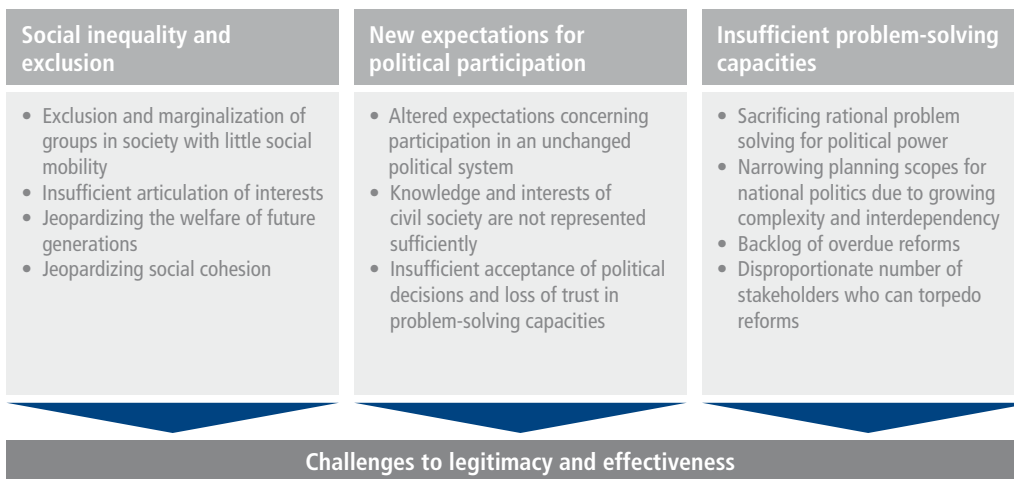 Social inequality and
exclusion
• Exclusion and marginalization of
groups in society with little social
mobility
• Insufficient articulation of interests
• Jeopardizing the welfare of future
generations
• Jeopardizing social cohesion
New expectations for
political participation
• Altered expectations concerning
participation in an unchanged
political system
• Knowledge and interests of
civil society are not represented
sufficiently
• Insufficient acceptance of political
decisions and loss of trust in
problem-solving capacities
Insufficient problem-solving
capacities
• Sacrificing rational problem
solving for political power
• Narrowing planning scopes for
national politics due to growing
complexity and interdependency
• Backlog of overdue reforms
• Disproportionate number of
stakeholders who can torpedo
reforms
Challenges to legitimacy and effectiveness